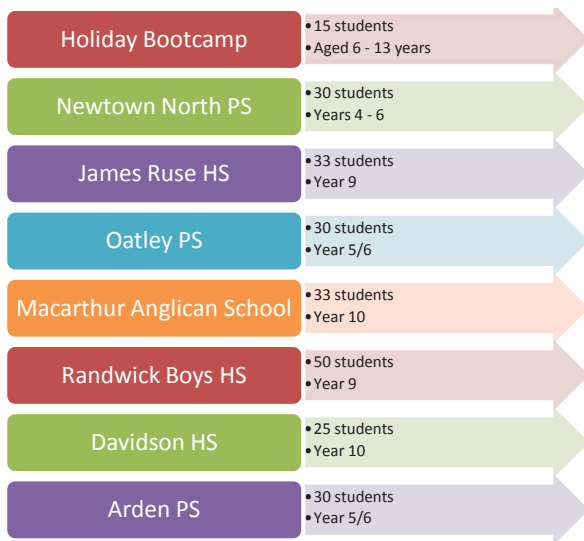 Holiday Bootcamp
• 15 students
• Aged 6 - 13 years
Newtown North PS
• 30 students
• Years 4 - 6
James Ruse HS
• 33 students
• Year 9
Oatley PS
• 30 students
• Year 5/6
Macarthur Anglican School
• 33 students
• Year 10
Randwick Boys HS
• 50 students
• Year 9
Davidson HS
• 25 students
• Year 10
Arden PS
• 30 students
• Year 5/6